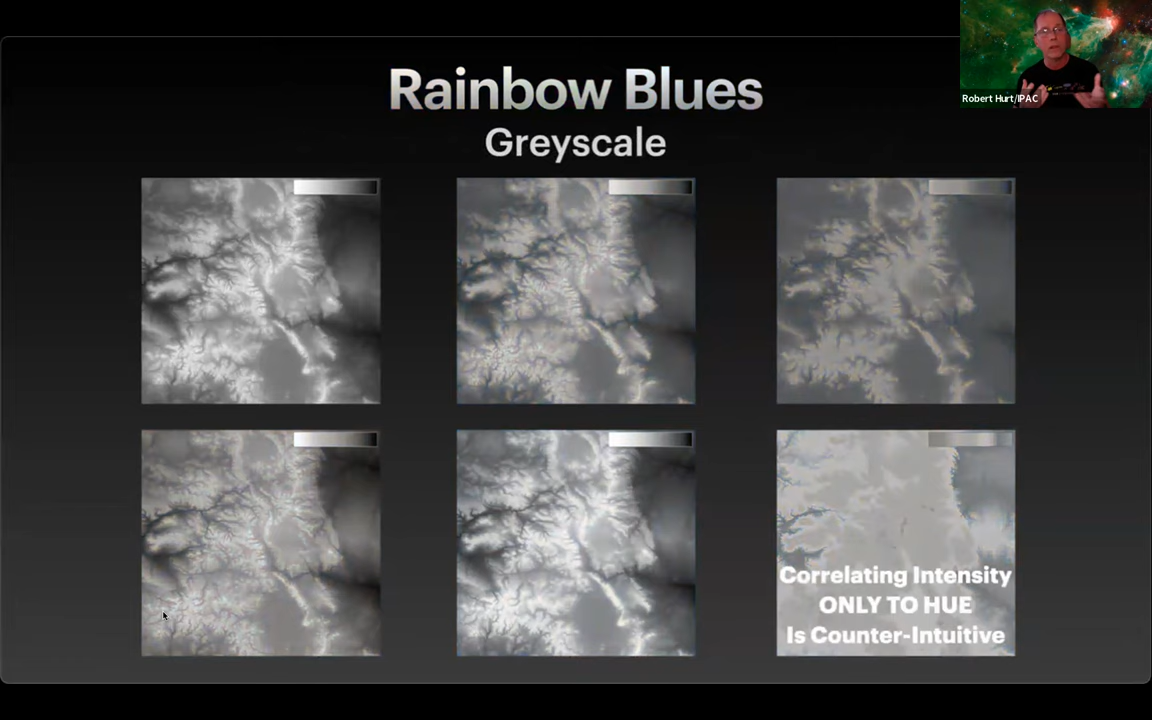 Rainbow Blues
Greyscale
Robert Hurt/IPAC
Correlating Intensity
ONLY TO HUE
Is Counter-Intuitive